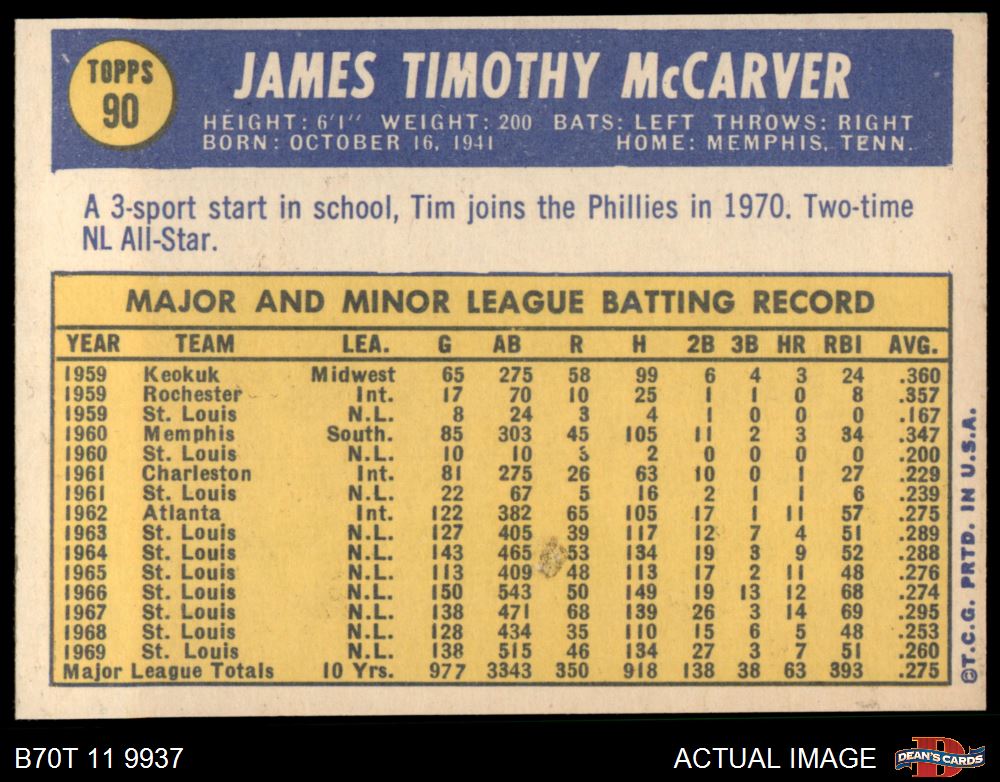 TOPPS
90
JAMES TIMOTHY McCARVER
HEIGHT: 6'1" WEIGHT: 200 BATS: LEFT THROWS: RIGHT
BORN: OCTOBER 16, 1941 HOME: MEMPHIS, TENN.
A 3-sport start in school, Tim joins the Phillies in 1970. Two-time
NL All-Star.
MAJOR AND MINOR LEAGUE BATTING RECORD
YEAR TEAM LEA. G AB R H 2B 3B HR RBI AVG.
1959 Keokuk Midwest 65 275 58 99 6 4 3 24 .360
1959 Rochester Int. 17 70 10 25 1 1 0 8 .357
1959 St. Louis N.L. 8 24 3 4 1 0 0 0 .167
1960 Memphis South. 85 303 45 105 11 2 3 34 .347
1960 St. Louis N.L. 10 10 3 2 0 0 0 0 .200
1961 Charleston Int. 81 275 26 63 10 0 1 27 .229
1961 St. Louis N.L. 22 67 5 16 2 1 1 6 .239
1962 Atlanta Int. 122 382 65 105 17 1 11 57 .275
1963 St. Louis N.L. 127 405 39 117 12 7 4 51 .289
1964 St. Louis N.L. 143 465 53 134 19 3 9 52 .288
1965 St. Louis N.L. 113 409 48 113 17 2 11 48 .276
1966 St. Louis N.L. 150 543 50 149 19 13 12 68 .274
1967 St. Louis N.L. 138 471 68 139 26 3 14 69 .295
1968 St. Louis N.L. 128 434 35 110 15 6 5 48 .253
1969 St. Louis N.L. 138 515 46 134 27 3 7 51 .260
Major League Totals 10 Yrs. 977 3343 350 918 138 38 63 393 .275
©T.C.G. PRTD. IN U.S.A.
B70T 11 9937 ACTUAL IMAGE
D
DEAN'S CARDS